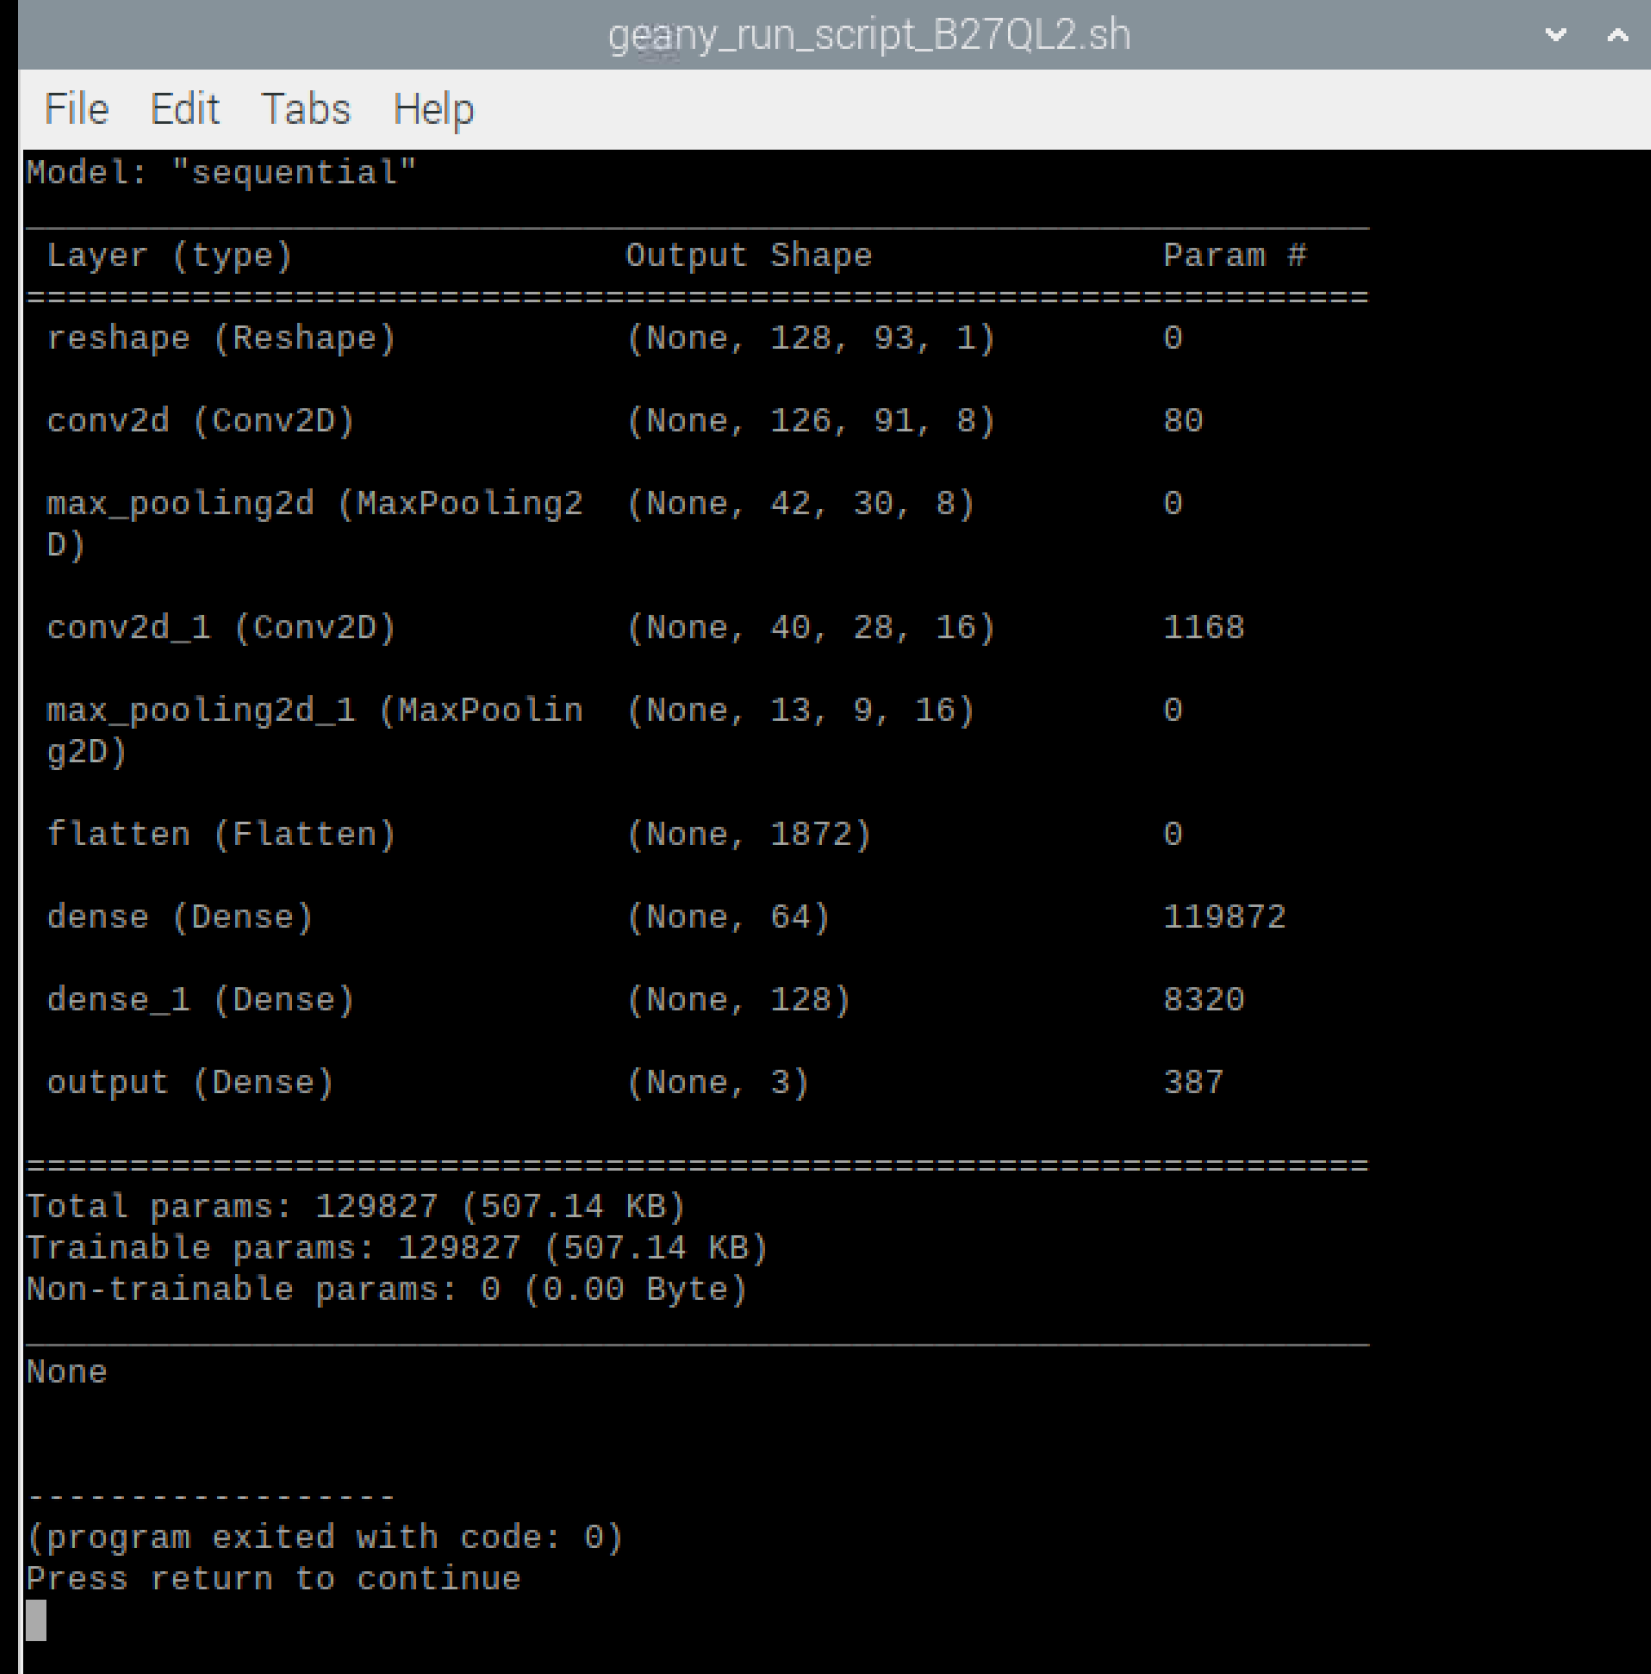 geany_run_script_B27QL2.sh
File Edit Tabs Help
Model: "sequential"
_________________________________________________________________
Layer (type) Output Shape Param #
=================================================================
reshape (Reshape) (None, 128, 93, 1) 0
conv2d (Conv2D) (None, 126, 91, 8) 80
max_pooling2d (MaxPooling2 (None, 42, 30, 8) 0
D)
conv2d_1 (Conv2D) (None, 40, 28, 16) 1168
max_pooling2d_1 (MaxPoolin (None, 13, 9, 16) 0
g2D)
flatten (Flatten) (None, 1872) 0
dense (Dense) (None, 64) 119872
dense_1 (Dense) (None, 128) 8320
output (Dense) (None, 3) 387
=================================================================
Total params: 129827 (507.14 KB)
Trainable params: 129827 (507.14 KB)
Non-trainable params: 0 (0.00 Byte)
_________________________________________________________________
None
------------------
(program exited with code: 0)
Press return to continue